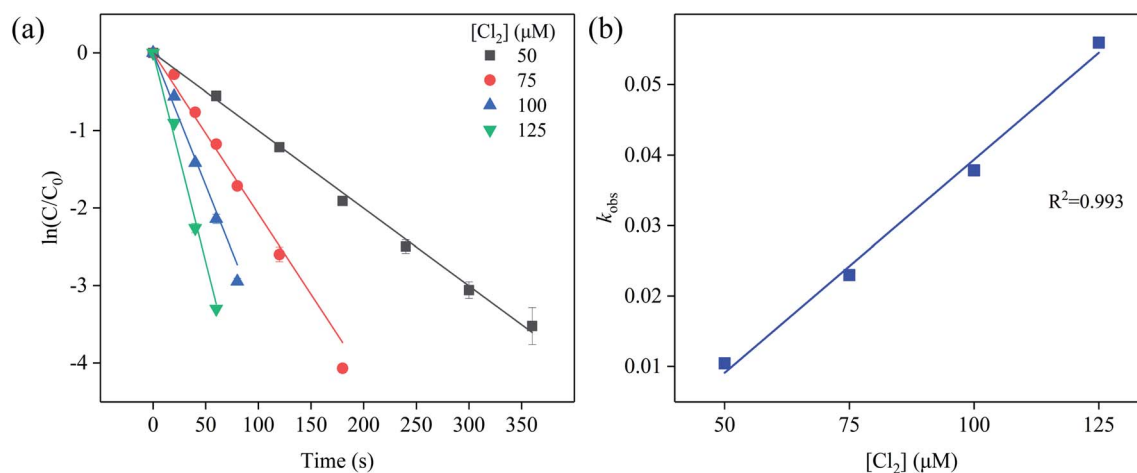 (a)
[Cl₂] (μM)
50
75
100
125
0
-1
-2
-3
-4
ln(C/C₀)
0 50 100 150 200 250 300 350
Time (s)
(b)
0.05
0.04
0.03
0.02
0.01
k_obs
R²=0.993
50 75 100 125
[Cl₂] (μM)